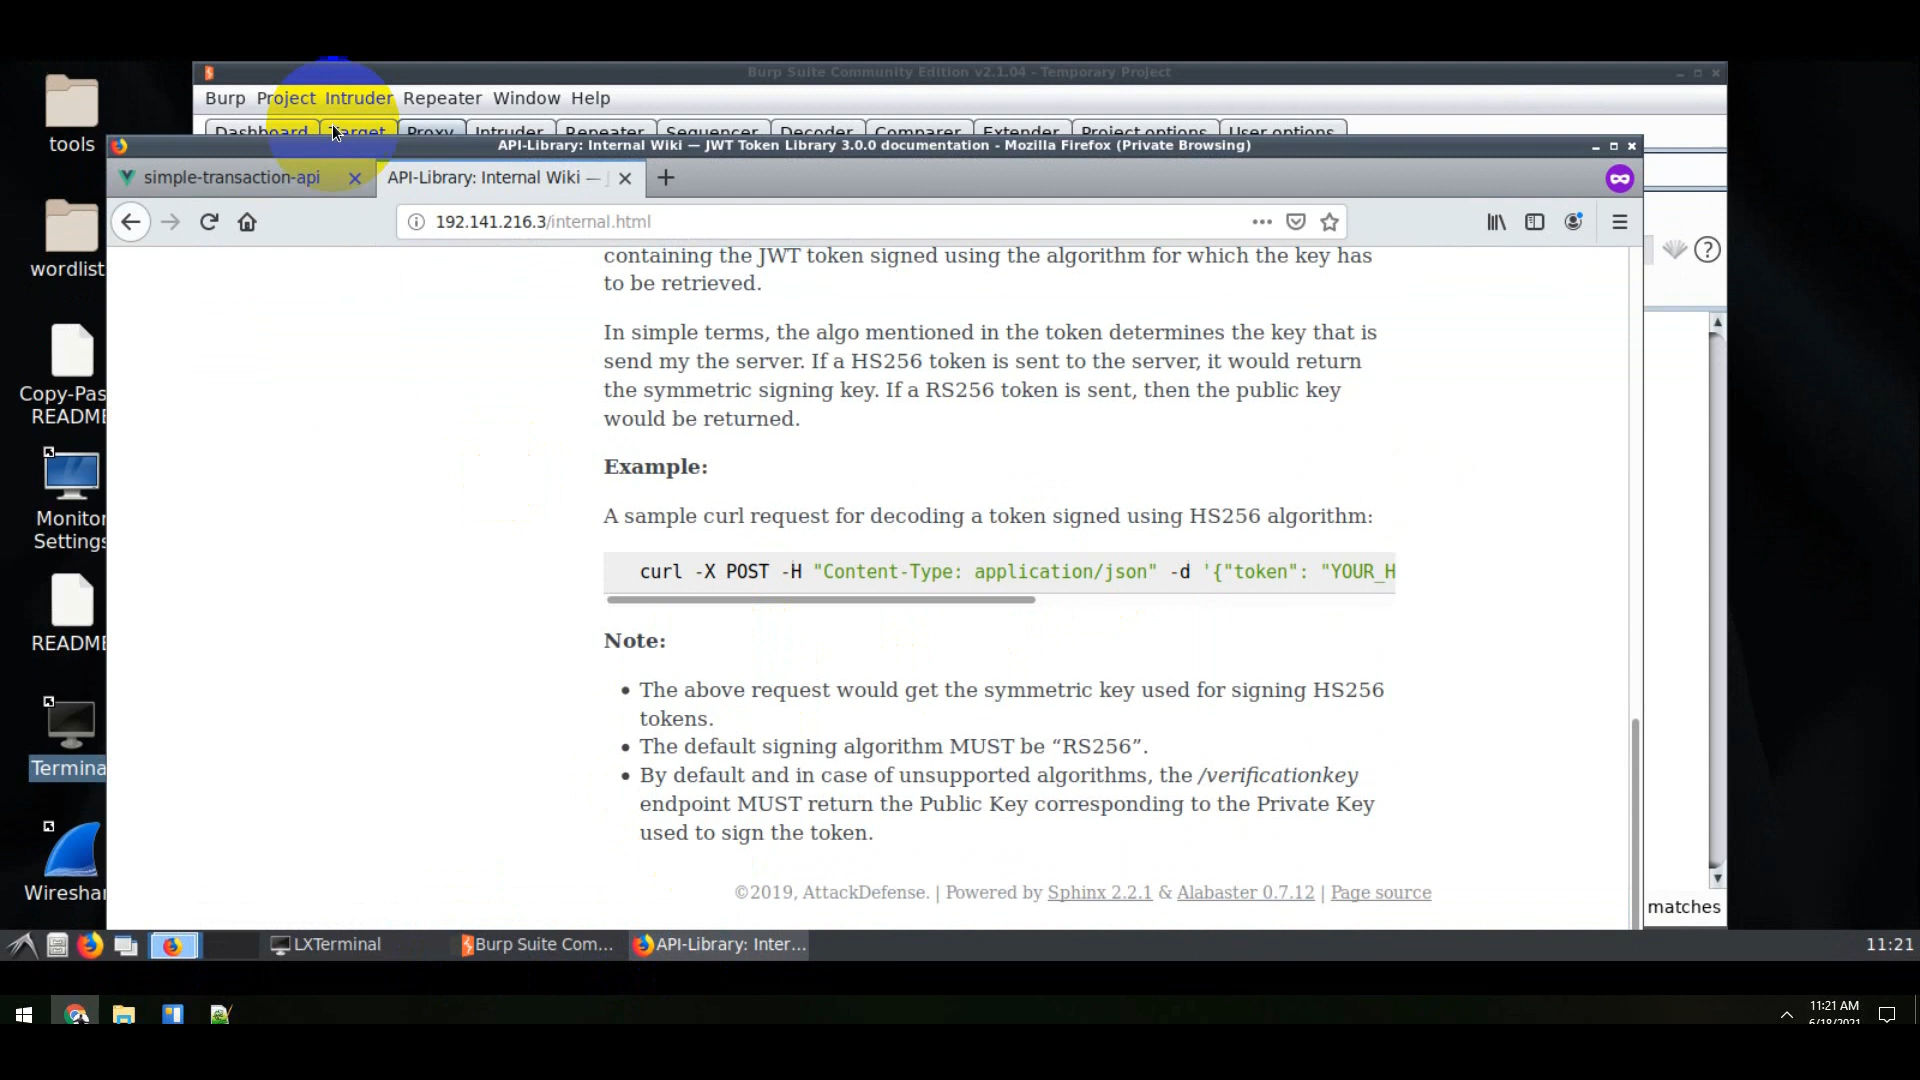 Burp Suite Community Edition v2.1.04 - Temporary Project
Burp Project Intruder Repeater Window Help
Dashboard Target Proxy Intruder Repeater Sequencer Decoder Comparer Extender Project options User options
API-Library: Internal Wiki — JWT Token Library 3.0.0 documentation - Mozilla Firefox (Private Browsing)
simple-transaction-api
API-Library: Internal Wiki —
192.141.216.3/internal.html
tools
wordlist
Copy-Pas
README
Monitor
Settings
README
Termina
Wireshar
containing the JWT token signed using the algorithm for which the key has
to be retrieved.
In simple terms, the algo mentioned in the token determines the key that is
send my the server. If a HS256 token is sent to the server, it would return
the symmetric signing key. If a RS256 token is sent, then the public key
would be returned.
Example:
A sample curl request for decoding a token signed using HS256 algorithm:
curl -X POST -H "Content-Type: application/json" -d '{"token": "YOUR_H
Note:
• The above request would get the symmetric key used for signing HS256
tokens.
• The default signing algorithm MUST be “RS256”.
• By default and in case of unsupported algorithms, the /verificationkey
endpoint MUST return the Public Key corresponding to the Private Key
used to sign the token.
©2019, AttackDefense. | Powered by Sphinx 2.2.1 & Alabaster 0.7.12 | Page source
matches
LXTerminal
Burp Suite Com...
API-Library: Inter...
11:21
11:21 AM
6/18/2021